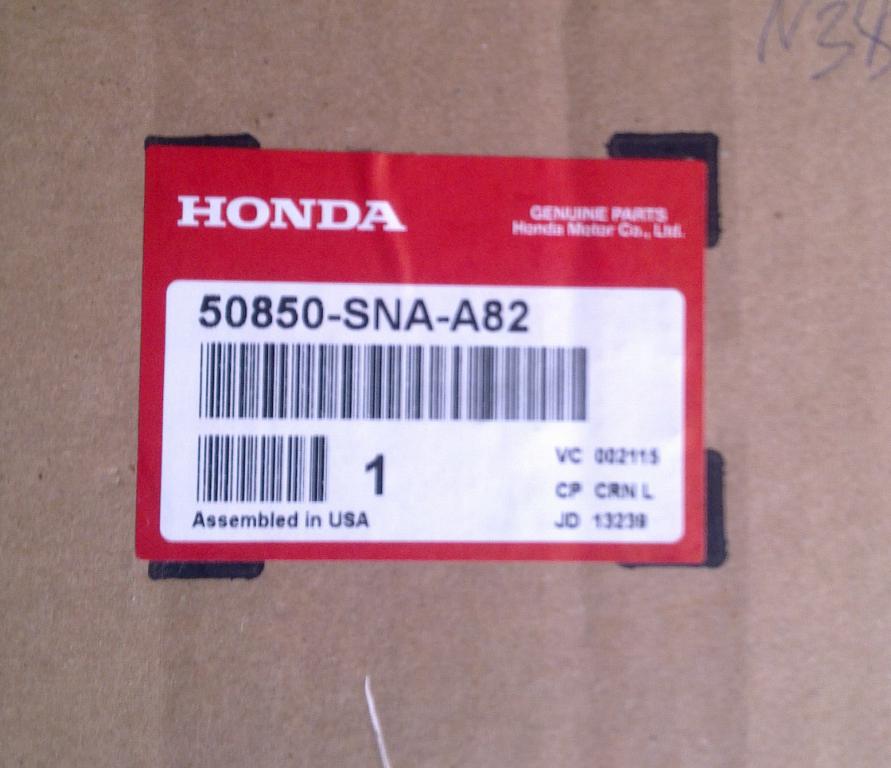 HONDA
GENUINE PARTS
Honda Motor Co., Ltd.
50850-SNA-A82
1
Assembled in USA
VC 002115
CP CRN L
JD 13239